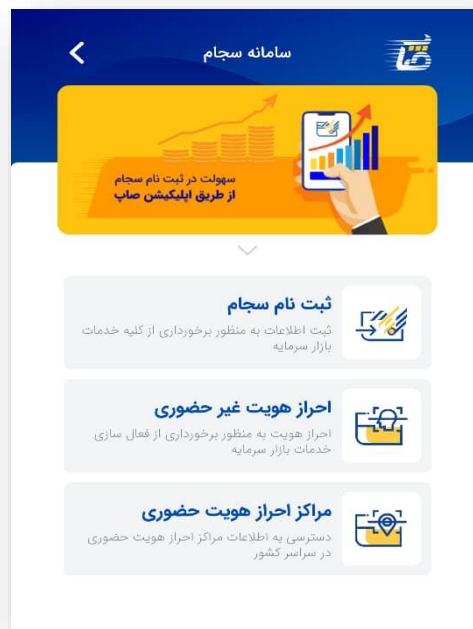 سامانه سجام
سهولت در ثبت نام سجام
از طریق اپلیکیشن صاپ
ثبت نام سجام
ثبت اطلاعات به منظور برخورداری از کلیه خدمات
بازار سرمایه
احراز هویت غیر حضوری
احراز هویت به منظور برخورداری از فعال سازی
خدمات بازار سرمایه
مراکز احراز هویت حضوری
دسترسی به اطلاعات مراکز احراز هویت حضوری
در سراسر کشور